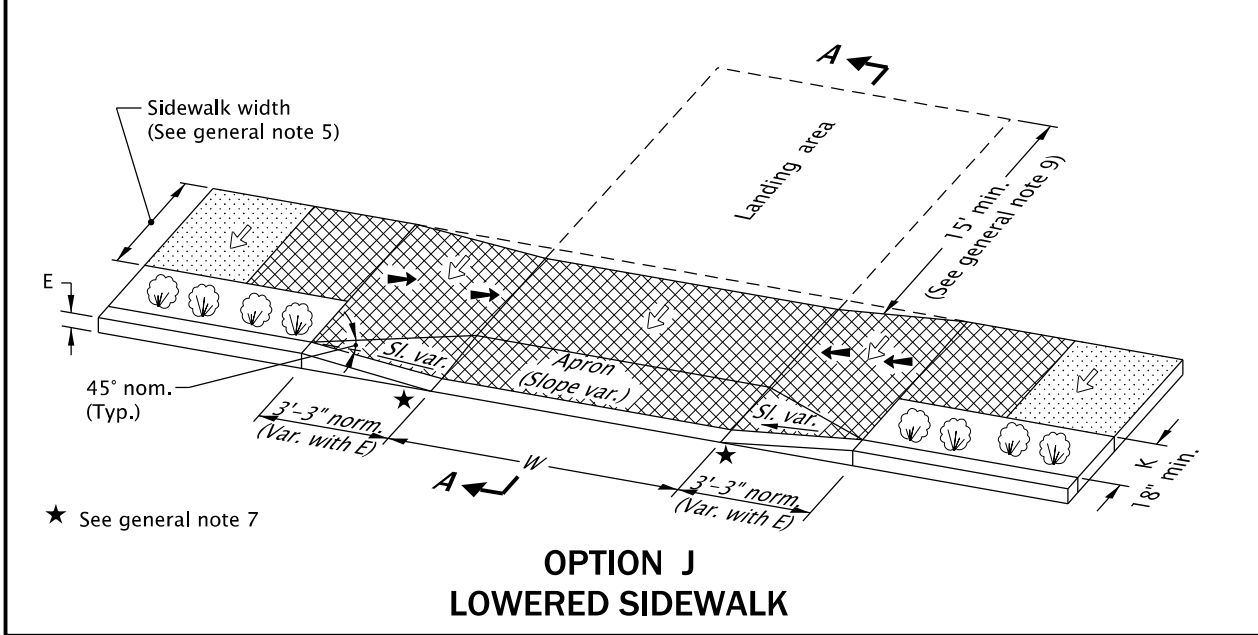 A
Sidewalk width
(See general note 5)
Landing area
15' min.
(See general note 9)
E
45° nom.
(Typ.)
Sl. var.
Apron
(Slope var.)
Sl. var.
3'-3" norm.
(Var. with E)
W
A
3'-3" norm.
(Var. with E)
K
18" min.
★ See general note 7
OPTION J
LOWERED SIDEWALK